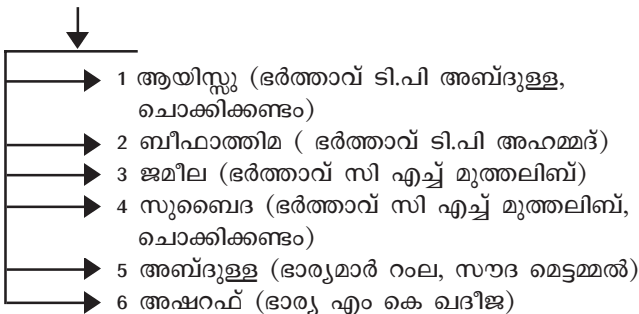 1 ആയിസ്സു (ഭർത്താവ് ടി.പി അബ്ദുള്ള,
ചൊക്കിക്കണ്ടം)
2 ബീഫാത്തിമ ( ഭർത്താവ് ടി.പി അഹമ്മദ്)
3 ജമീല (ഭർത്താവ് സി എച്ച് മുത്തലിബ്)
4 സുബൈദ (ഭർത്താവ് സി എച്ച് മുത്തലിബ്,
ചൊക്കിക്കണ്ടം)
5 അബ്ദുള്ള (ഭാര്യമാർ റംല, സൗദ മെട്ടമ്മൽ)
6 അഷറഫ് (ഭാര്യ എം കെ ഖദീജ)